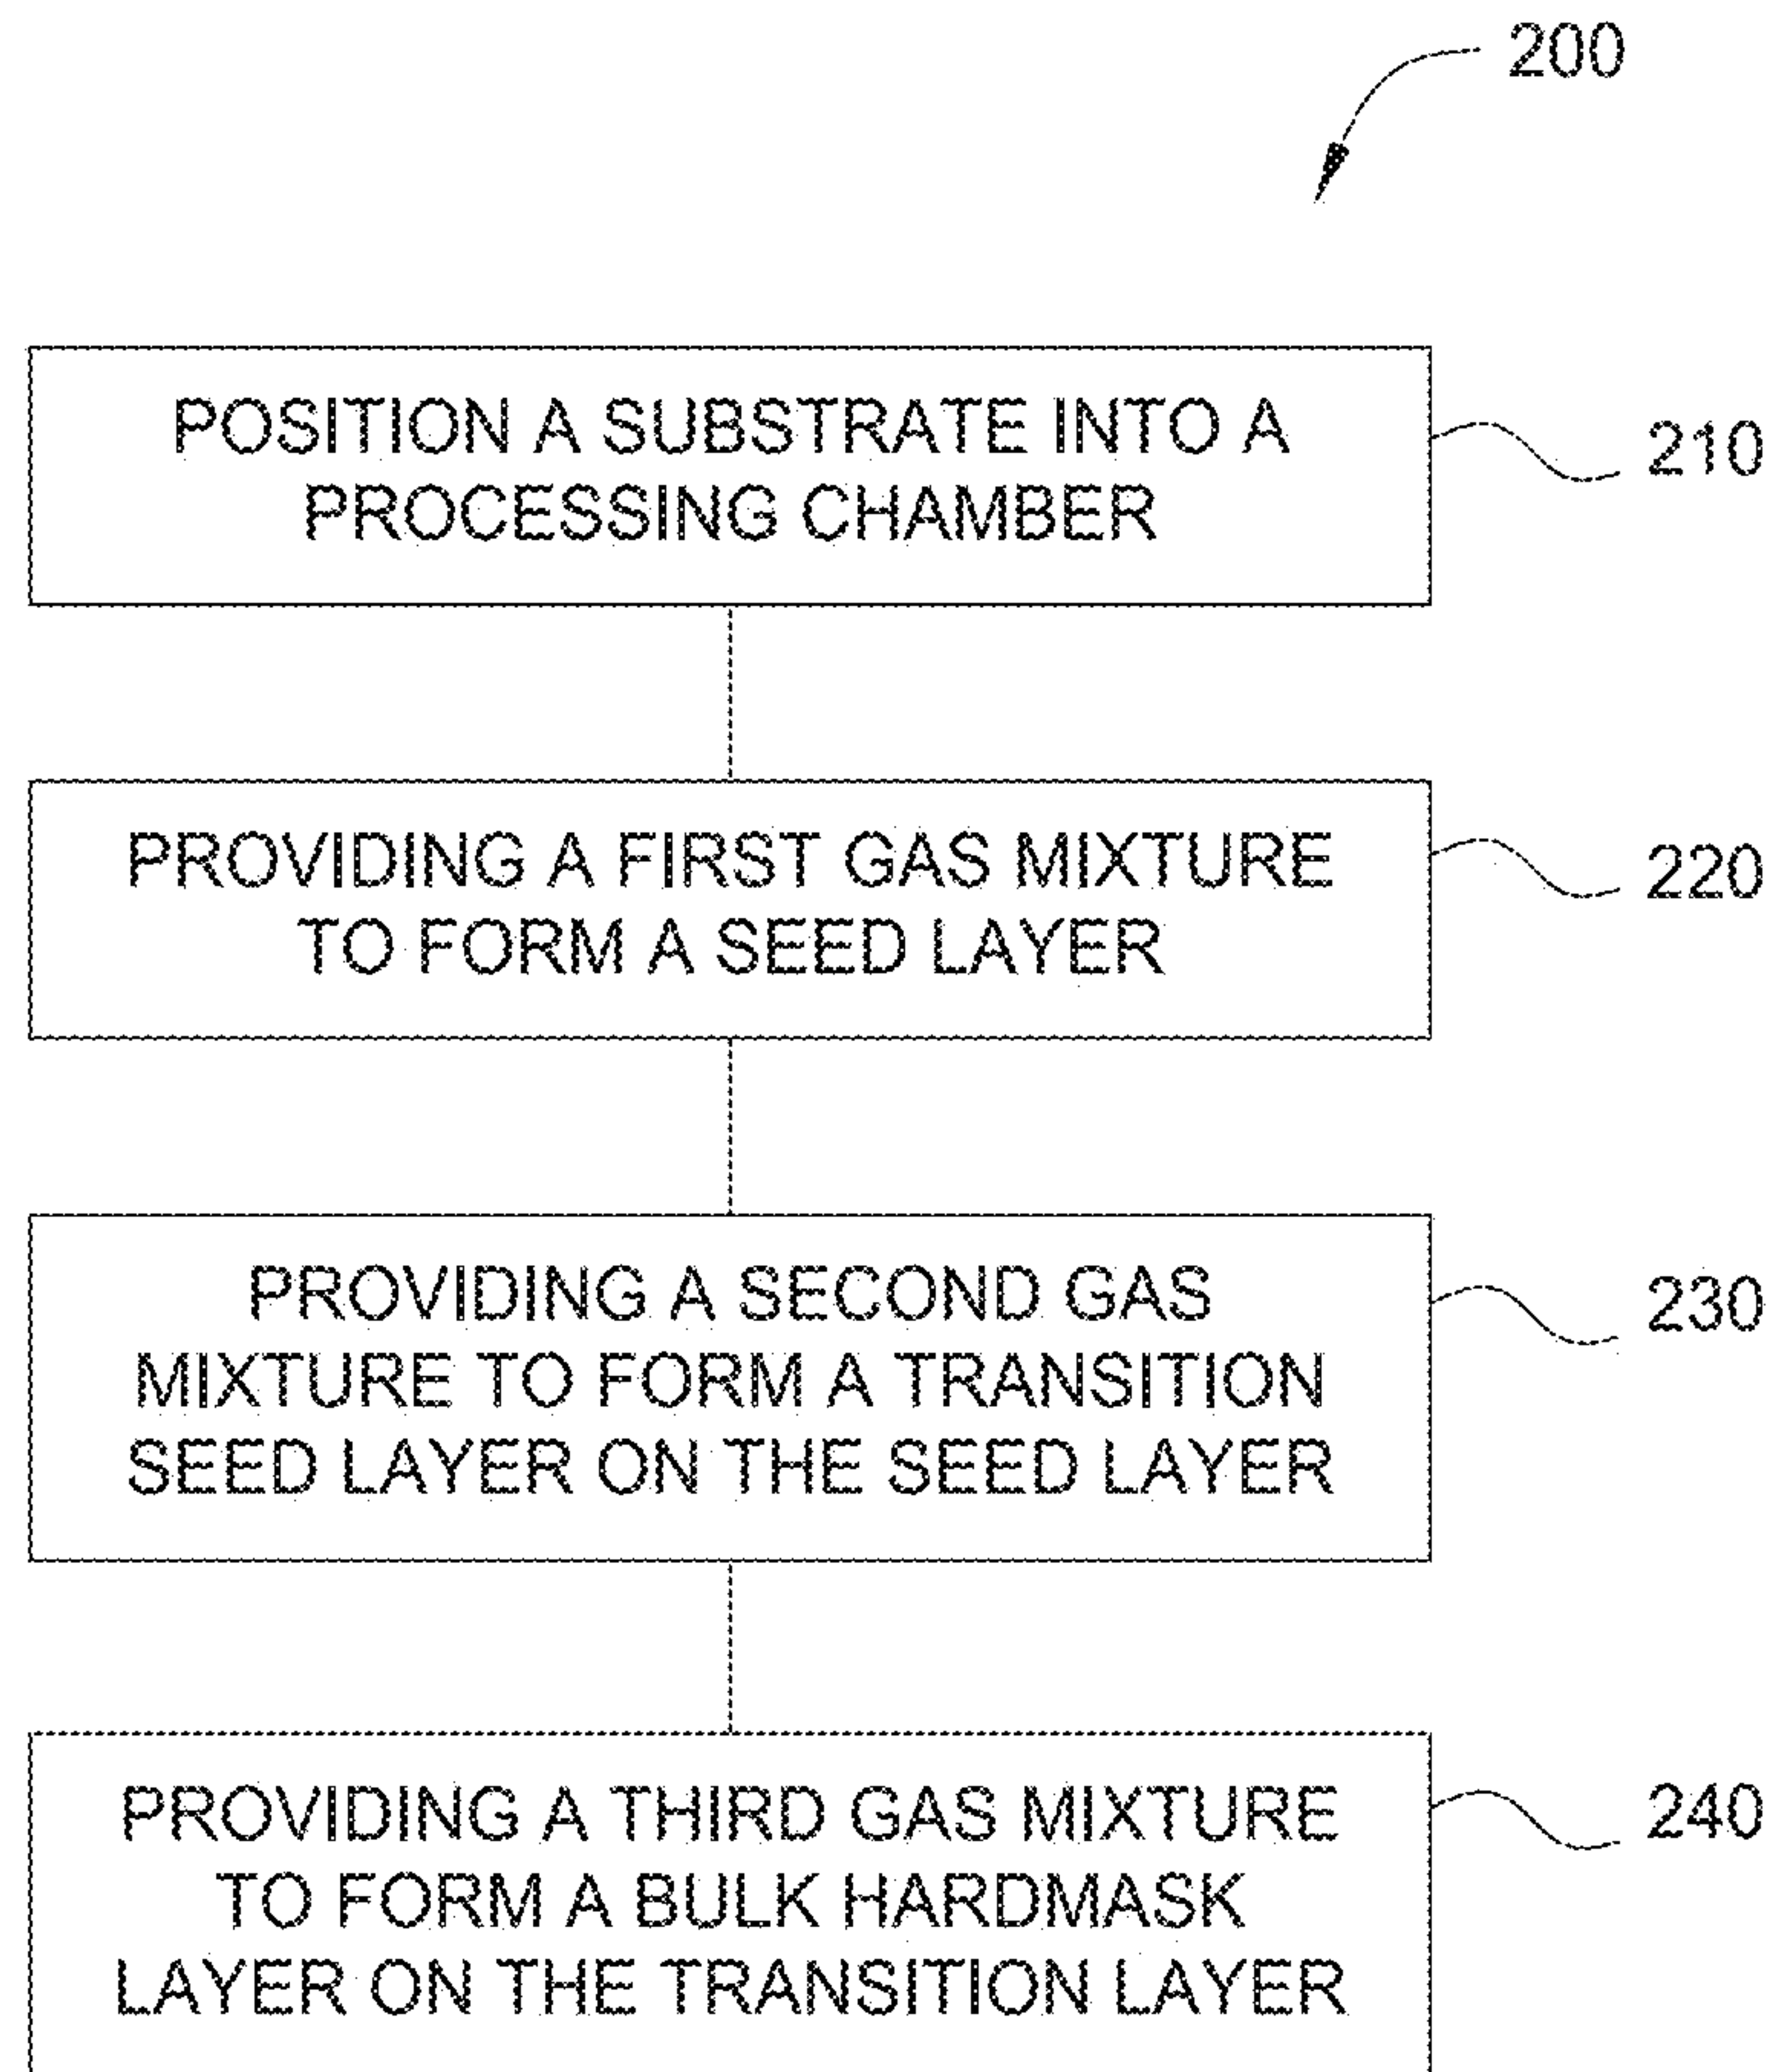 200
POSITION A SUBSTRATE INTO A
PROCESSING CHAMBER
210
PROVIDING A FIRST GAS MIXTURE
TO FORM A SEED LAYER
220
PROVIDING A SECOND GAS
MIXTURE TO FORM A TRANSITION
SEED LAYER ON THE SEED LAYER
230
PROVIDING A THIRD GAS MIXTURE
TO FORM A BULK HARDMASK
LAYER ON THE TRANSITION LAYER
240